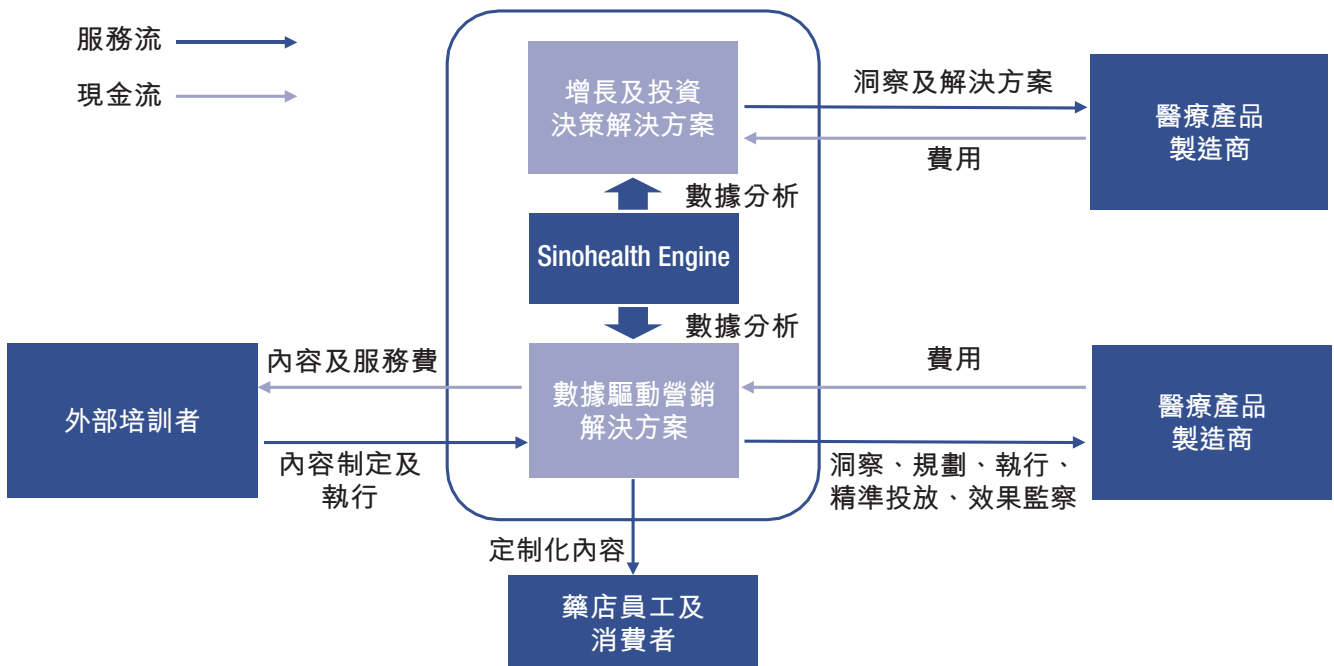 服務流
現金流
增長及投資
決策解決方案
洞察及解決方案
費用
醫療產品
製造商
數據分析
Sinohealth Engine
數據分析
外部培訓者
內容及服務費
內容制定及
執行
數據驅動營銷
解決方案
費用
洞察、規劃、執行、
精準投放、效果監察
醫療產品
製造商
定制化內容
藥店員工及
消費者